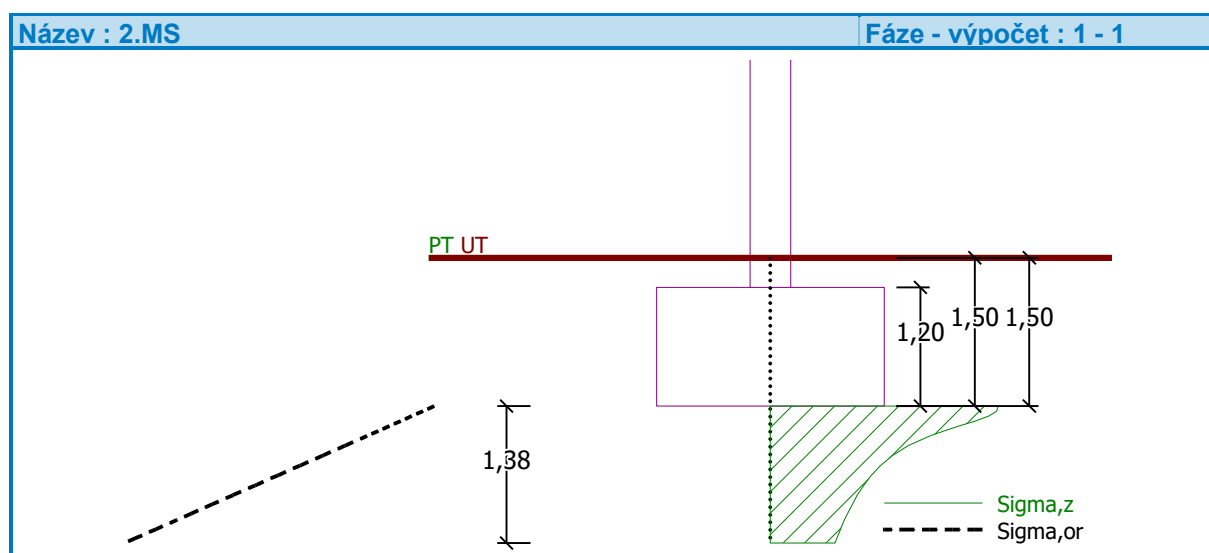 Název : 2.MS
Fáze - výpočet : 1 - 1
PT UT
1,20
1,50
1,50
1,38
Sigma,z
Sigma,or